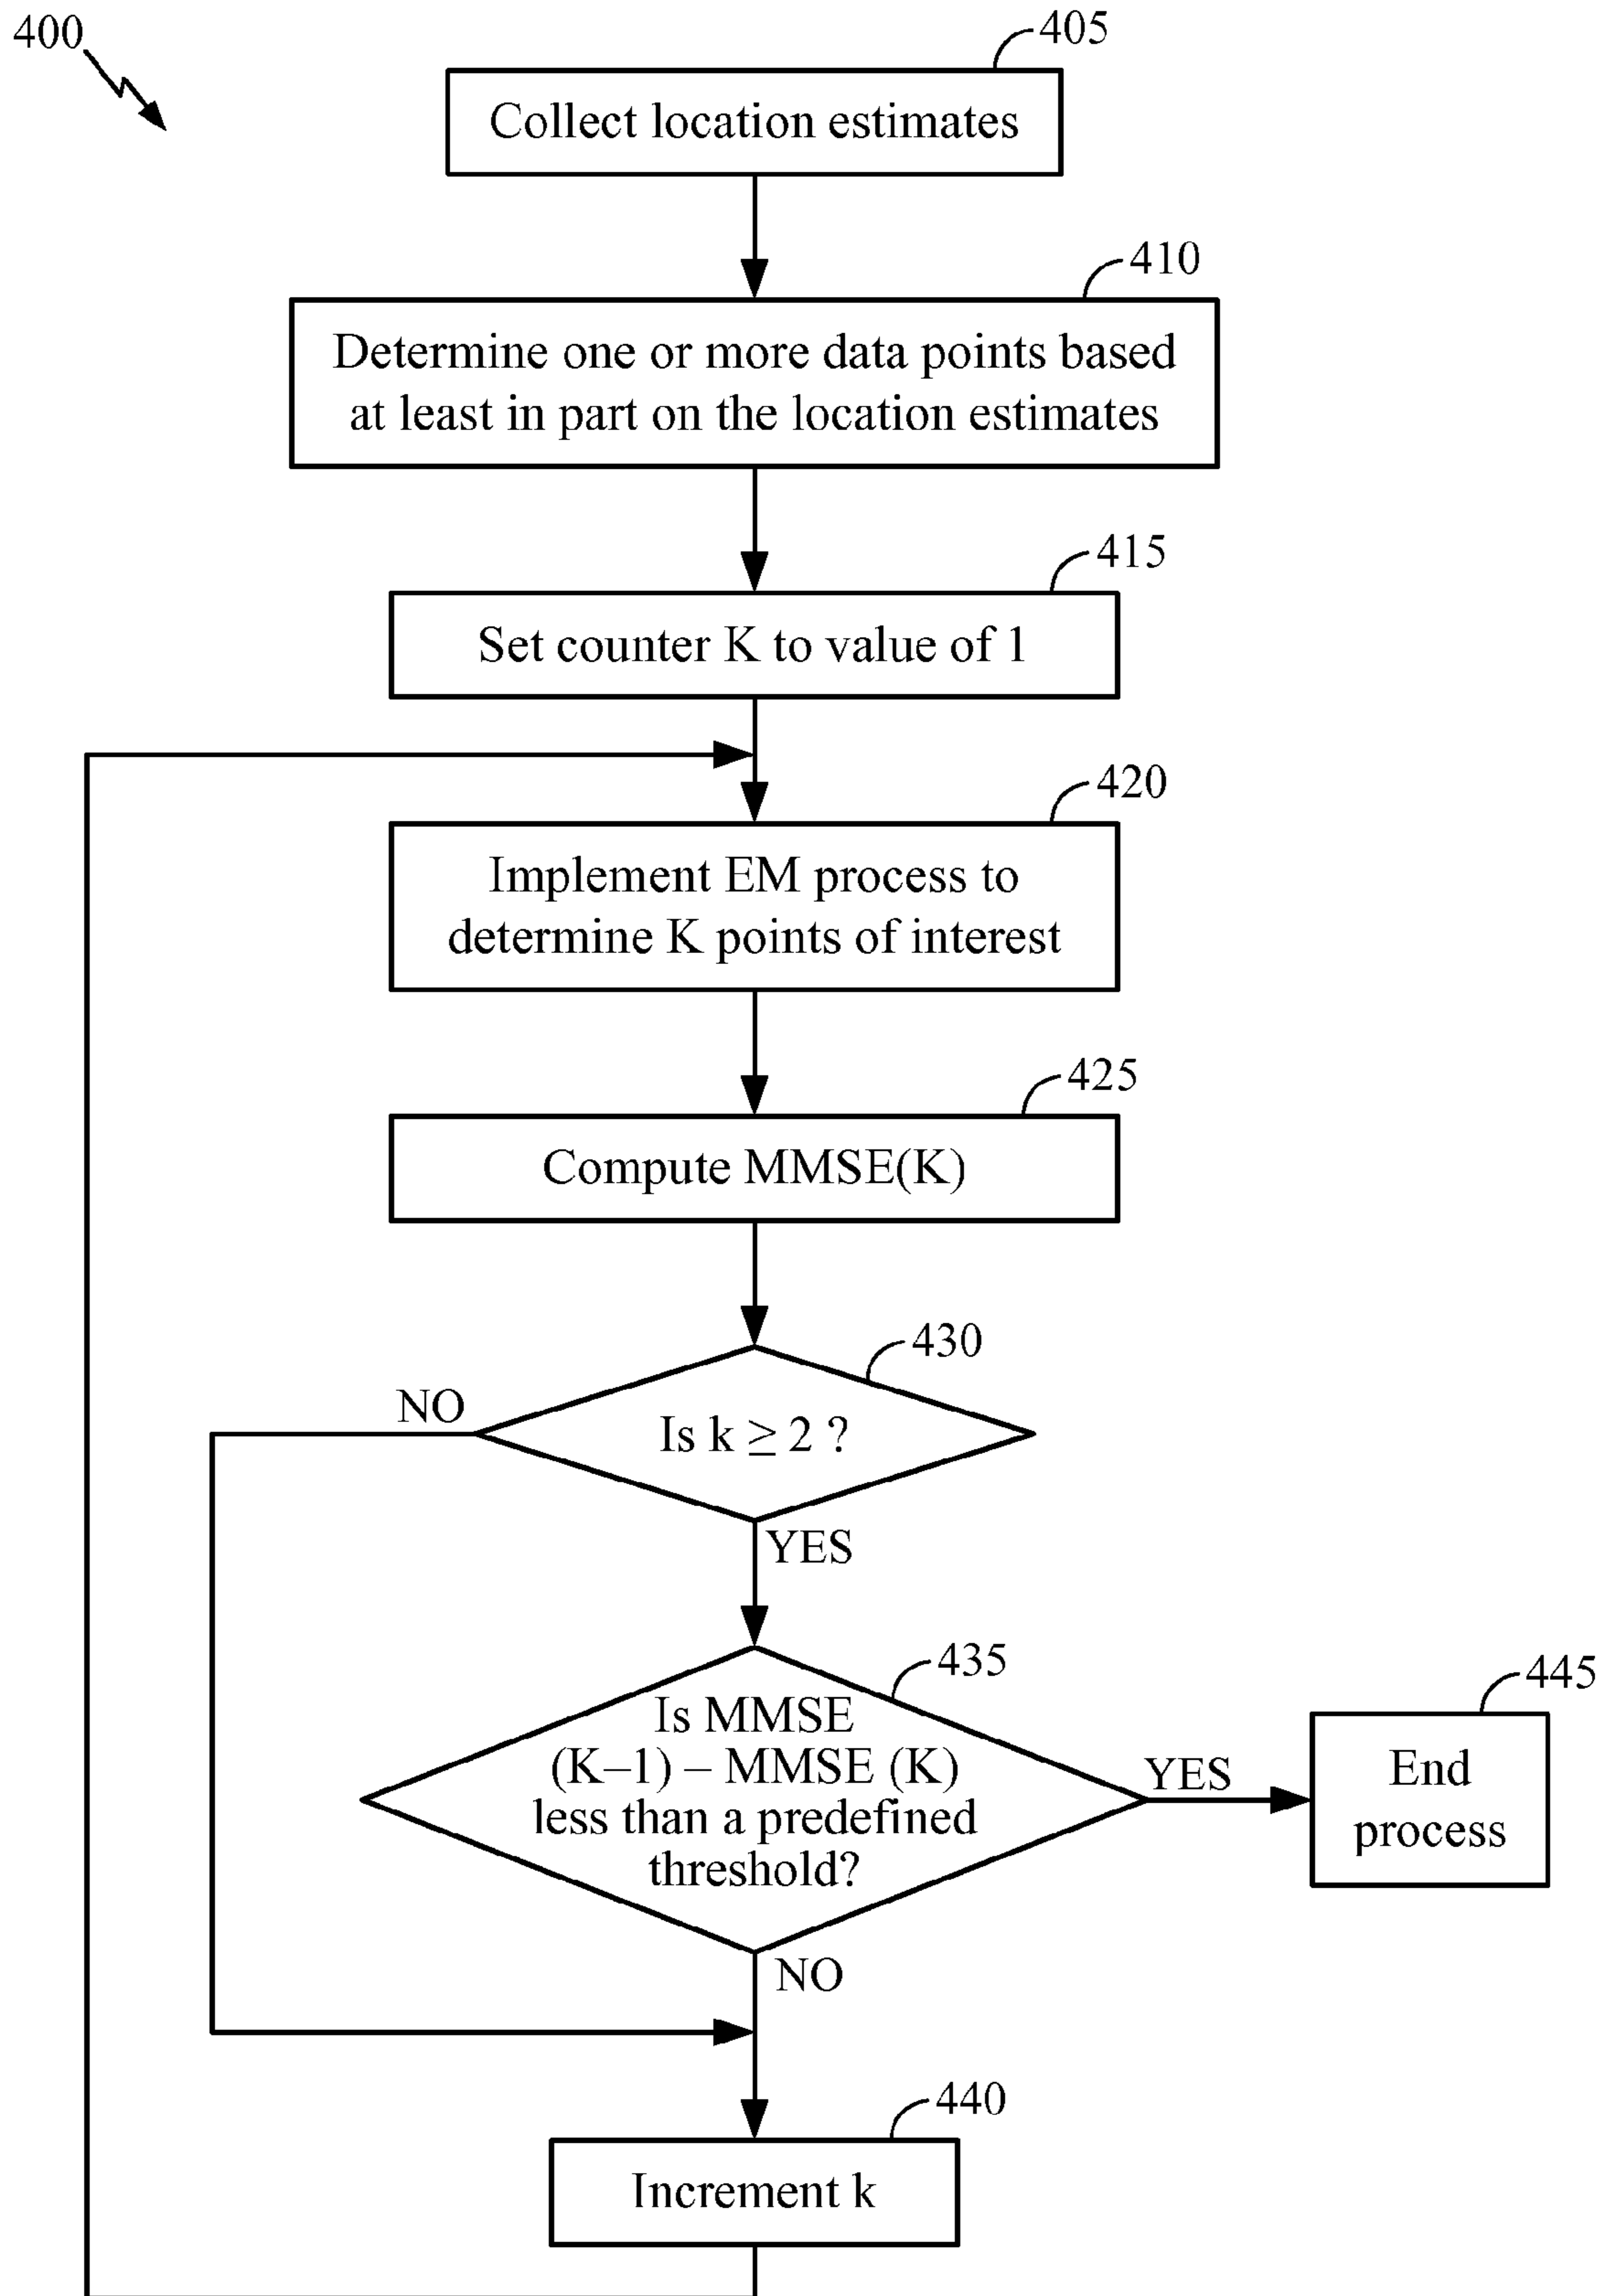 400
405
Collect location estimates
410
Determine one or more data points based
at least in part on the location estimates
415
Set counter K to value of 1
420
Implement EM process to
determine K points of interest
425
Compute MMSE(K)
430
NO
Is k ≥ 2 ?
YES
435
Is MMSE
(K–1) – MMSE (K)
less than a predefined
threshold?
YES
445
End
process
NO
440
Increment k